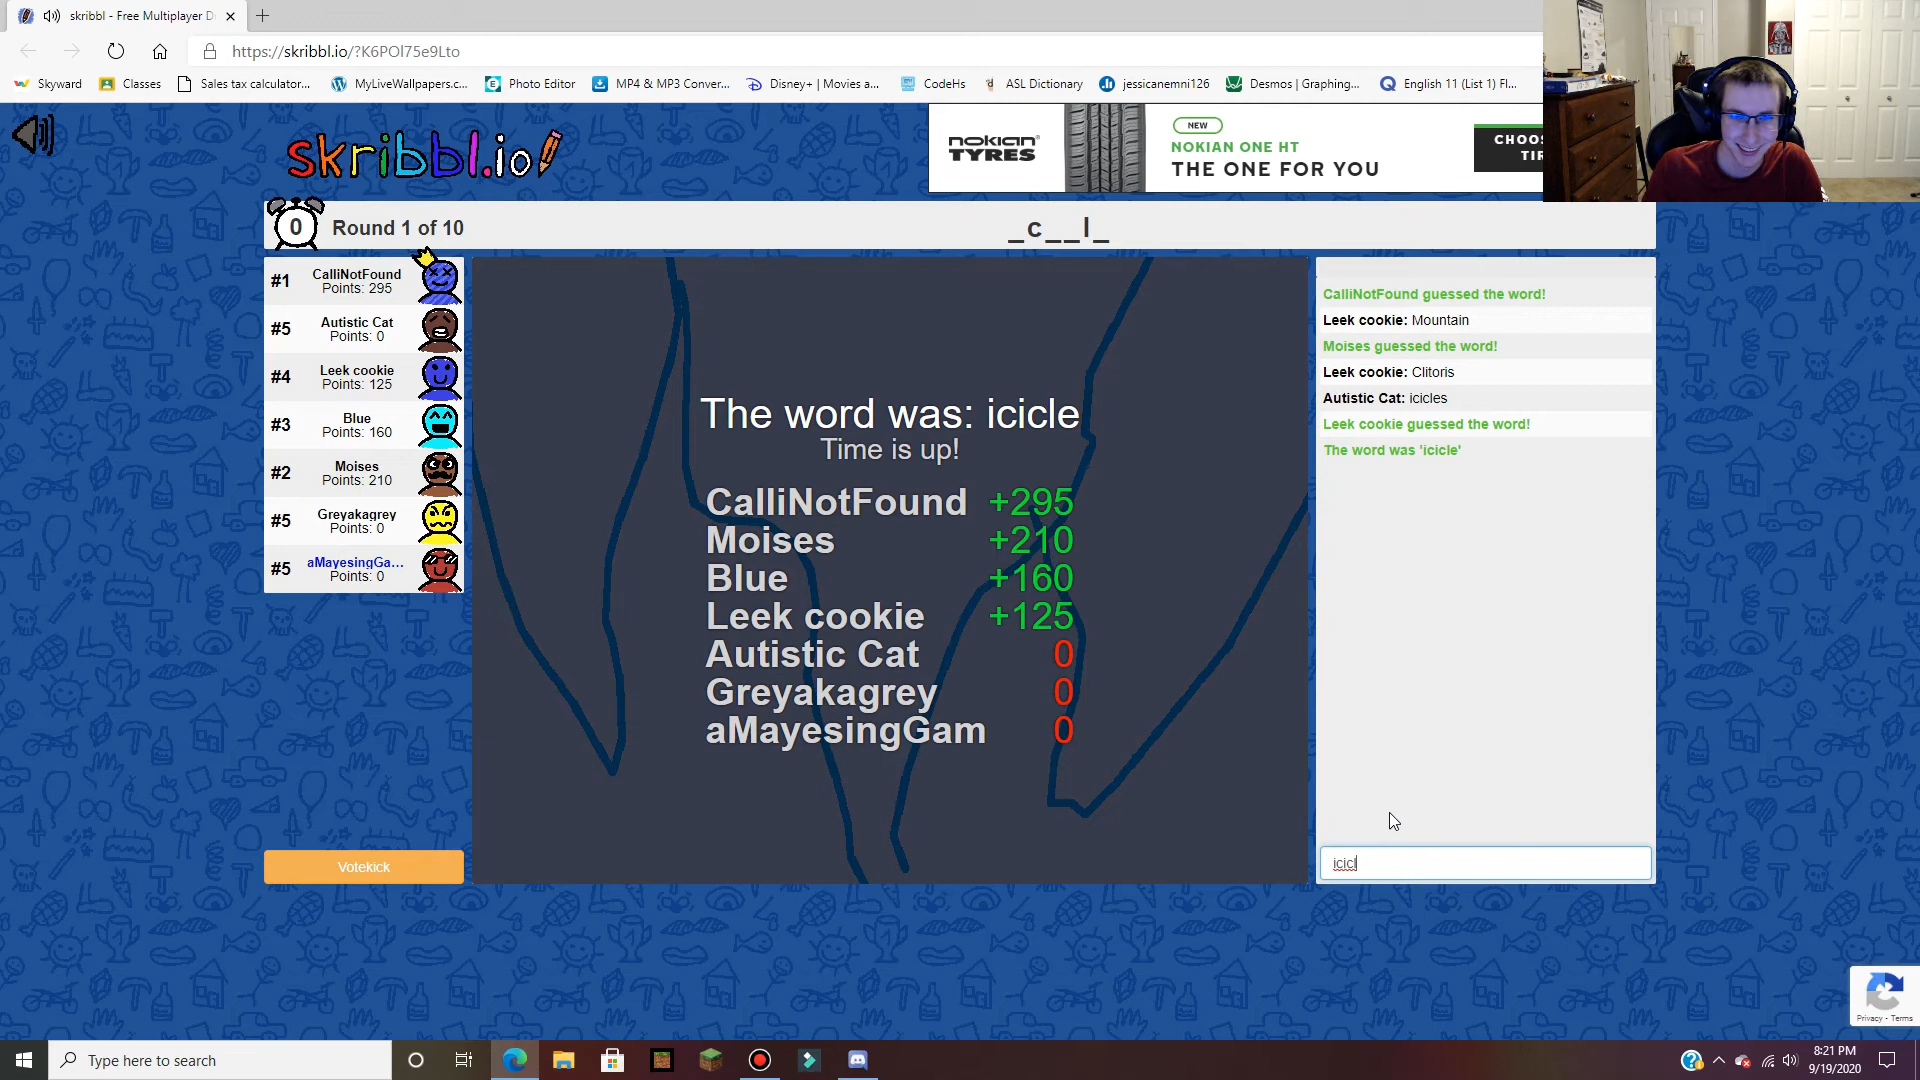 skribbl - Free Multiplayer D
https://skribbl.io/?K6POl75e9Lto
Skyward
Classes
Sales tax calculator...
MyLiveWallpapers.c...
Photo Editor
MP4 & MP3 Conver...
Disney+ | Movies a...
CodeHs
ASL Dictionary
jessicanemni126
Desmos | Graphing...
English 11 (List 1) Fl...
skribbl.io
nokian
TYRES
NEW
NOKIAN ONE HT
THE ONE FOR YOU
CHOOS
TIR
0
Round 1 of 10
_c__l_
#1
CalliNotFound
Points: 295
#5
Autistic Cat
Points: 0
#4
Leek cookie
Points: 125
#3
Blue
Points: 160
#2
Moises
Points: 210
#5
Greyakagrey
Points: 0
#5
aMayesingGa...
Points: 0
Votekick
The word was: icicle
Time is up!
CalliNotFound +295
Moises +210
Blue +160
Leek cookie +125
Autistic Cat 0
Greyakagrey 0
aMayesingGam 0
CalliNotFound guessed the word!
Leek cookie: Mountain
Moises guessed the word!
Leek cookie: Clitoris
Autistic Cat: icicles
Leek cookie guessed the word!
The word was 'icicle'
icicl
Privacy - Terms
Type here to search
8:21 PM
9/19/2020